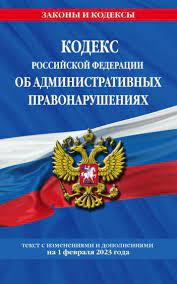 ЗАКОНЫ И КОДЕКСЫ
КОДЕКС
РОССИЙСКОЙ ФЕДЕРАЦИИ
ОБ АДМИНИСТРАТИВНЫХ
ПРАВОНАРУШЕНИЯХ
ТЕКСТ С ИЗМЕНЕНИЯМИ И ДОПОЛНЕНИЯМИ
НА 1 ФЕВРАЛЯ 2023 ГОДА